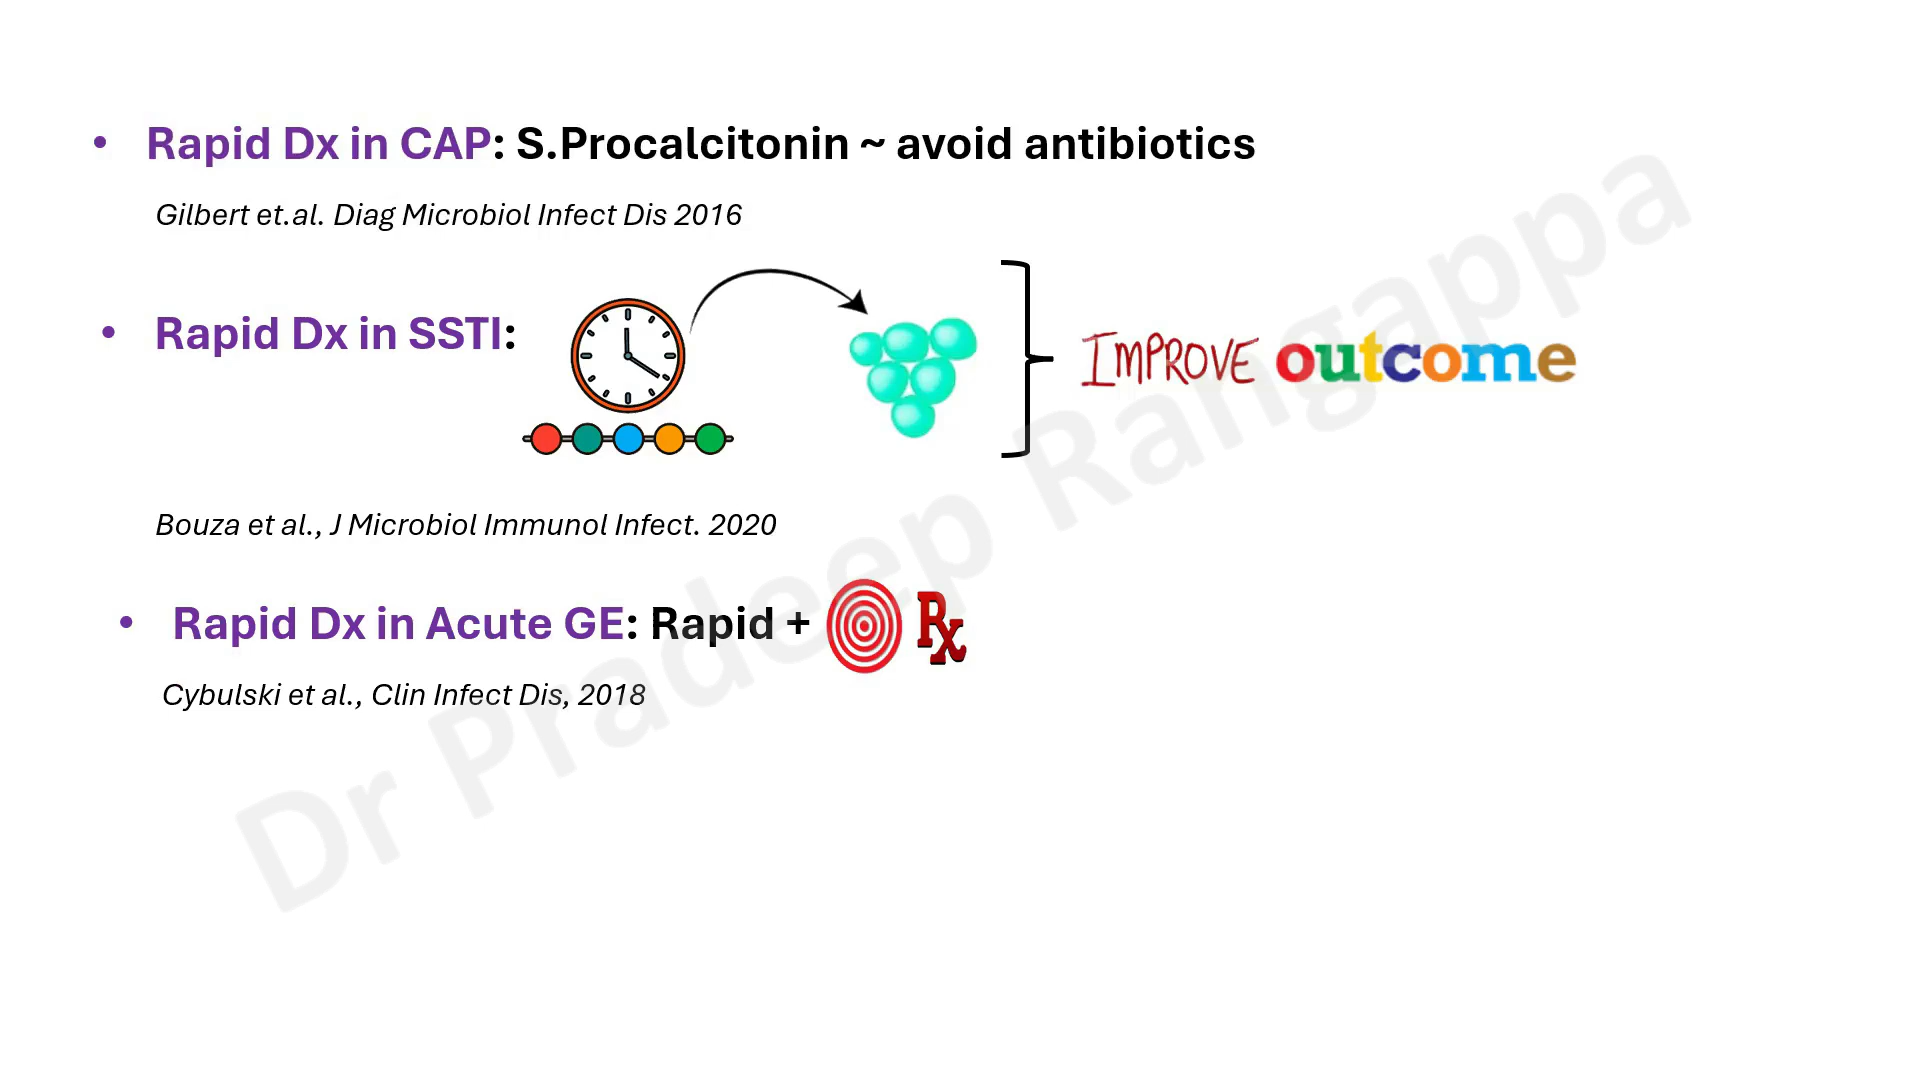 • Rapid Dx in CAP: S.Procalcitonin ~ avoid antibiotics
Gilbert et.al. Diag Microbiol Infect Dis 2016
• Rapid Dx in SSTI:
IMPROVE outcome
Bouza et al., J Microbiol Immunol Infect. 2020
• Rapid Dx in Acute GE: Rapid + Rx
Cybulski et al., Clin Infect Dis, 2018
Dr Pradeep Rangappa